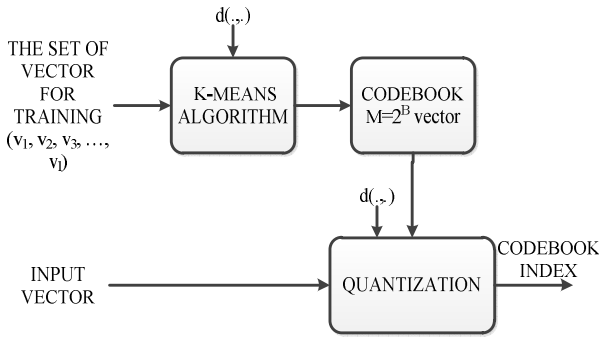 d(.,.)
THE SET OF
VECTOR
FOR
TRAINING
(v₁, v₂, v₃, …,
v_I)
K-MEANS
ALGORITHM
CODEBOOK
M=2ᴮ vector
d(.,.)
INPUT
VECTOR
QUANTIZATION
CODEBOOK
INDEX